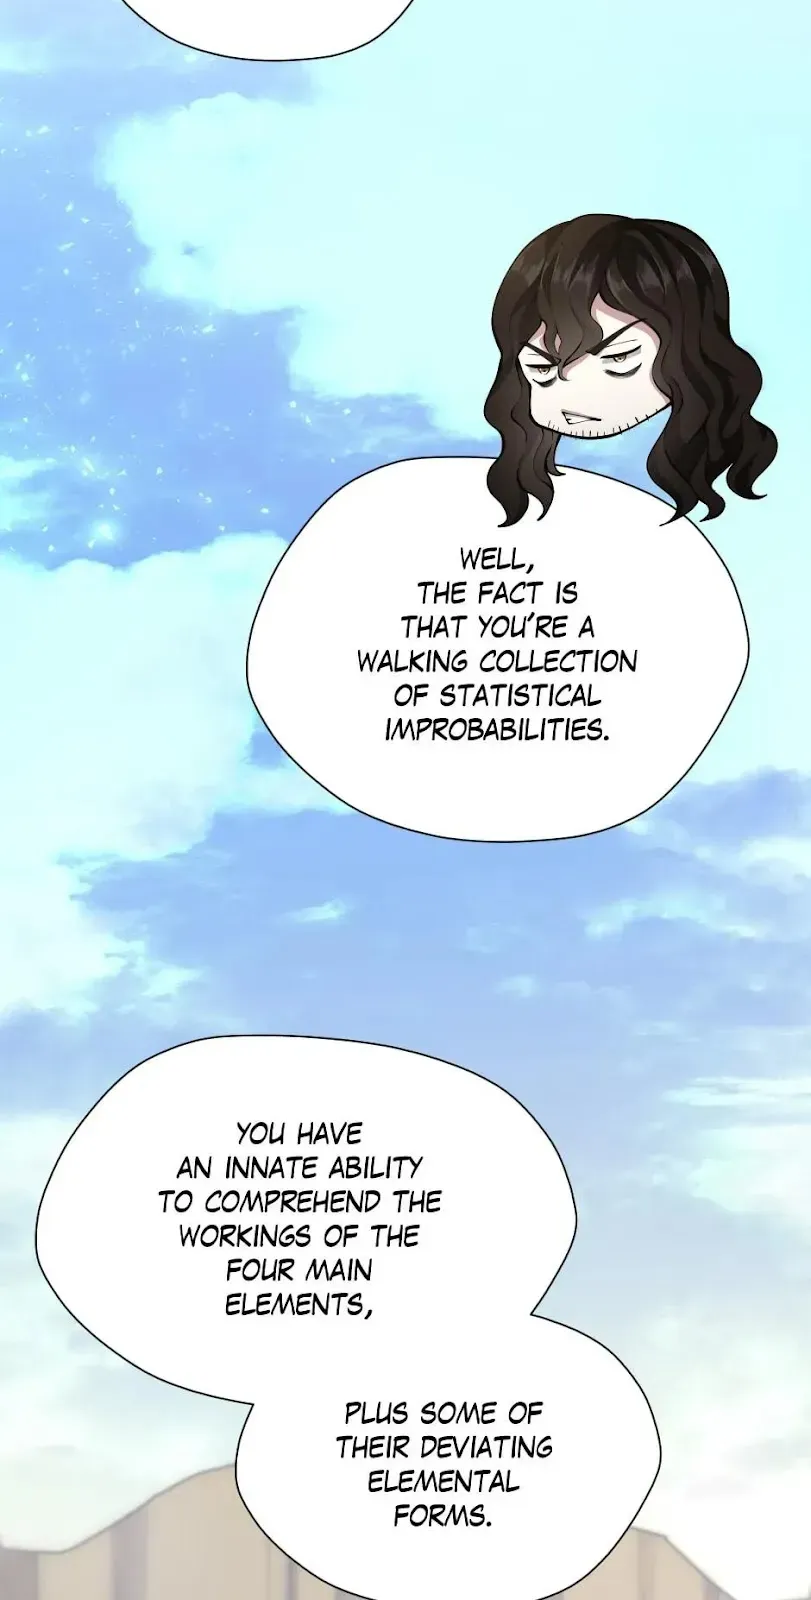 WELL,
THE FACT IS
THAT YOU'RE A
WALKING COLLECTION
OF STATISTICAL
IMPROBABILITIES.
YOU HAVE
AN INNATE ABILITY
TO COMPREHEND THE
WORKINGS OF THE
FOUR MAIN
ELEMENTS,
PLUS SOME OF
THEIR DEVIATING
ELEMENTAL
FORMS.